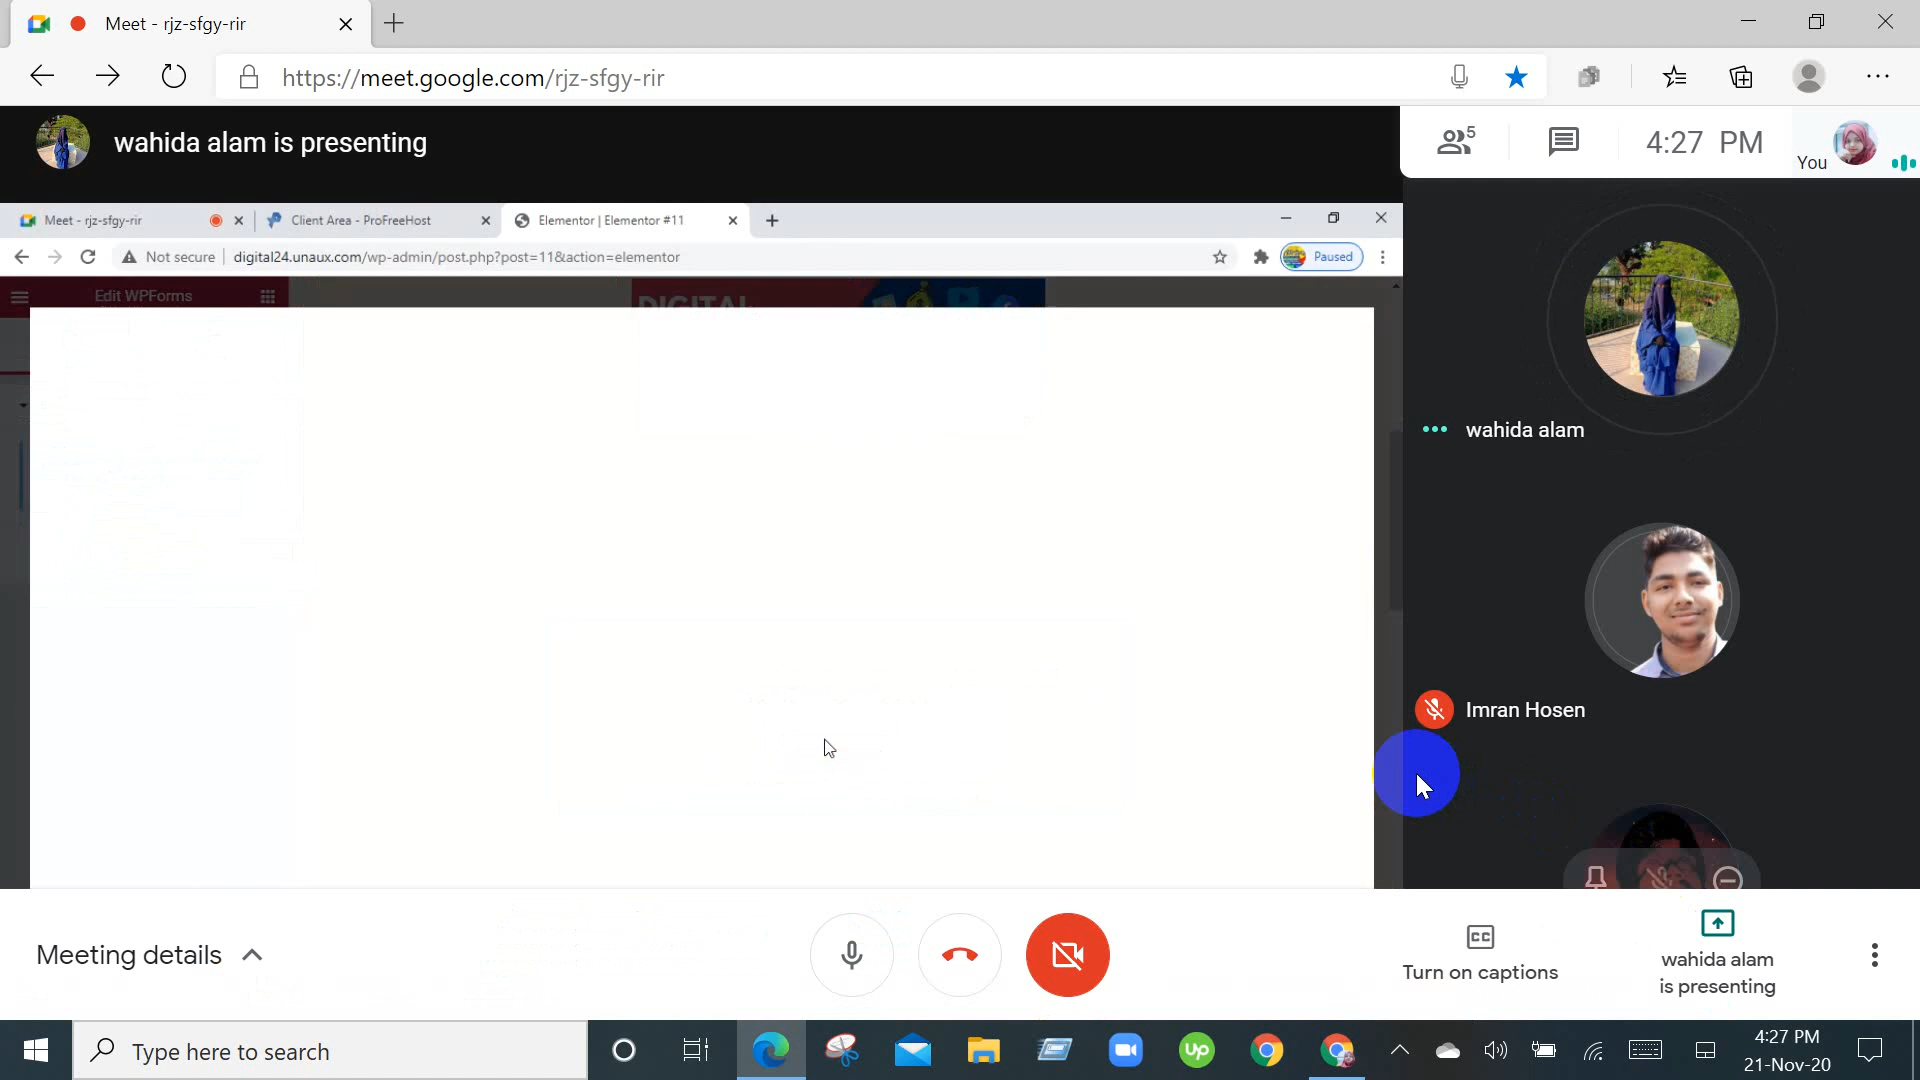 Meet - rjz-sfgy-rir
https://meet.google.com/rjz-sfgy-rir
wahida alam is presenting
5
4:27 PM
You
Meet - rjz-sfgy-rir
Client Area - ProFreeHost
Elementor | Elementor #11
Not secure
digital24.unaux.com/wp-admin/post.php?post=11&action=elementor
Paused
Edit WPForms
DIGITAL
wahida alam
Imran Hosen
Meeting details
CC
Turn on captions
wahida alam
is presenting
Type here to search
Up
4:27 PM
21-Nov-20